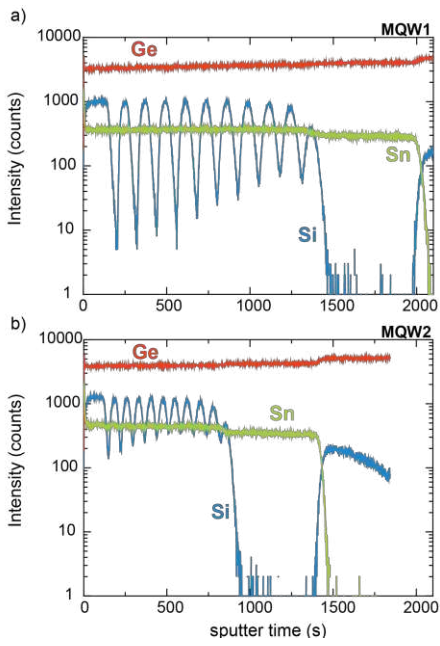 a) MQW1
Intensity (counts)
10000
1000
100
10
1
Ge
Sn
Si
0 500 1000 1500 2000
b) MQW2
Intensity (counts)
10000
1000
100
10
1
Ge
Sn
Si
0 500 1000 1500 2000
sputter time (s)